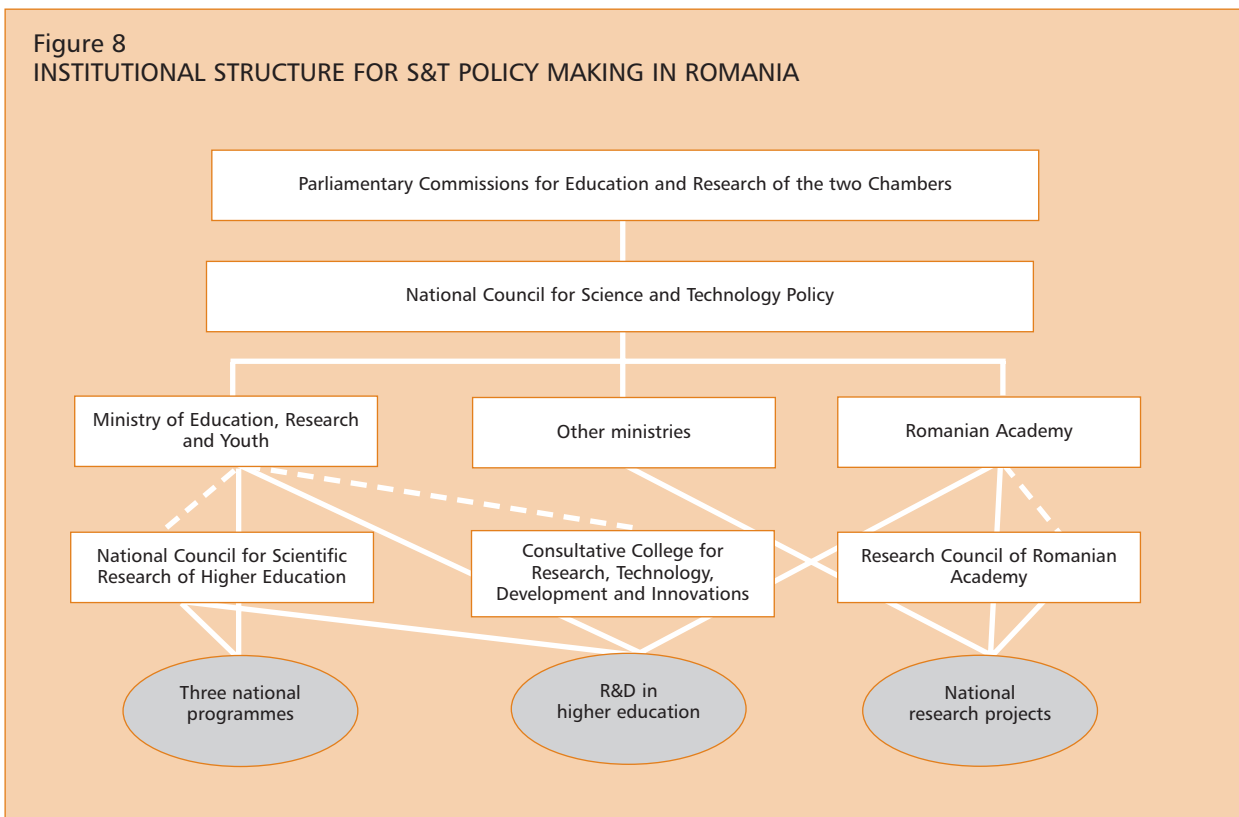 Figure 8
INSTITUTIONAL STRUCTURE FOR S&T POLICY MAKING IN ROMANIA
Parliamentary Commissions for Education and Research of the two Chambers
National Council for Science and Technology Policy
Ministry of Education, Research
and Youth
Other ministries
Romanian Academy
National Council for Scientific
Research of Higher Education
Consultative College for
Research, Technology,
Development and Innovations
Research Council of Romanian
Academy
Three national
programmes
R&D in
higher education
National
research projects